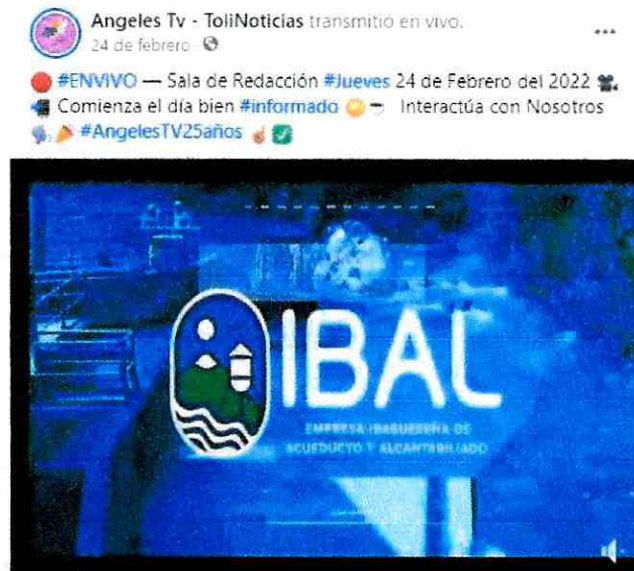 Angeles Tv - ToliNoticias transmitió en vivo.
24 de febrero
#ENVIVO — Sala de Redacción #Jueves 24 de Febrero del 2022
Comienza el día bien #informado Interactúa con Nosotros
#AngelesTV25años
IBAL
EMPRESA IBAGUEREÑA DE
ACUEDUCTO Y ALCANTARILLADO